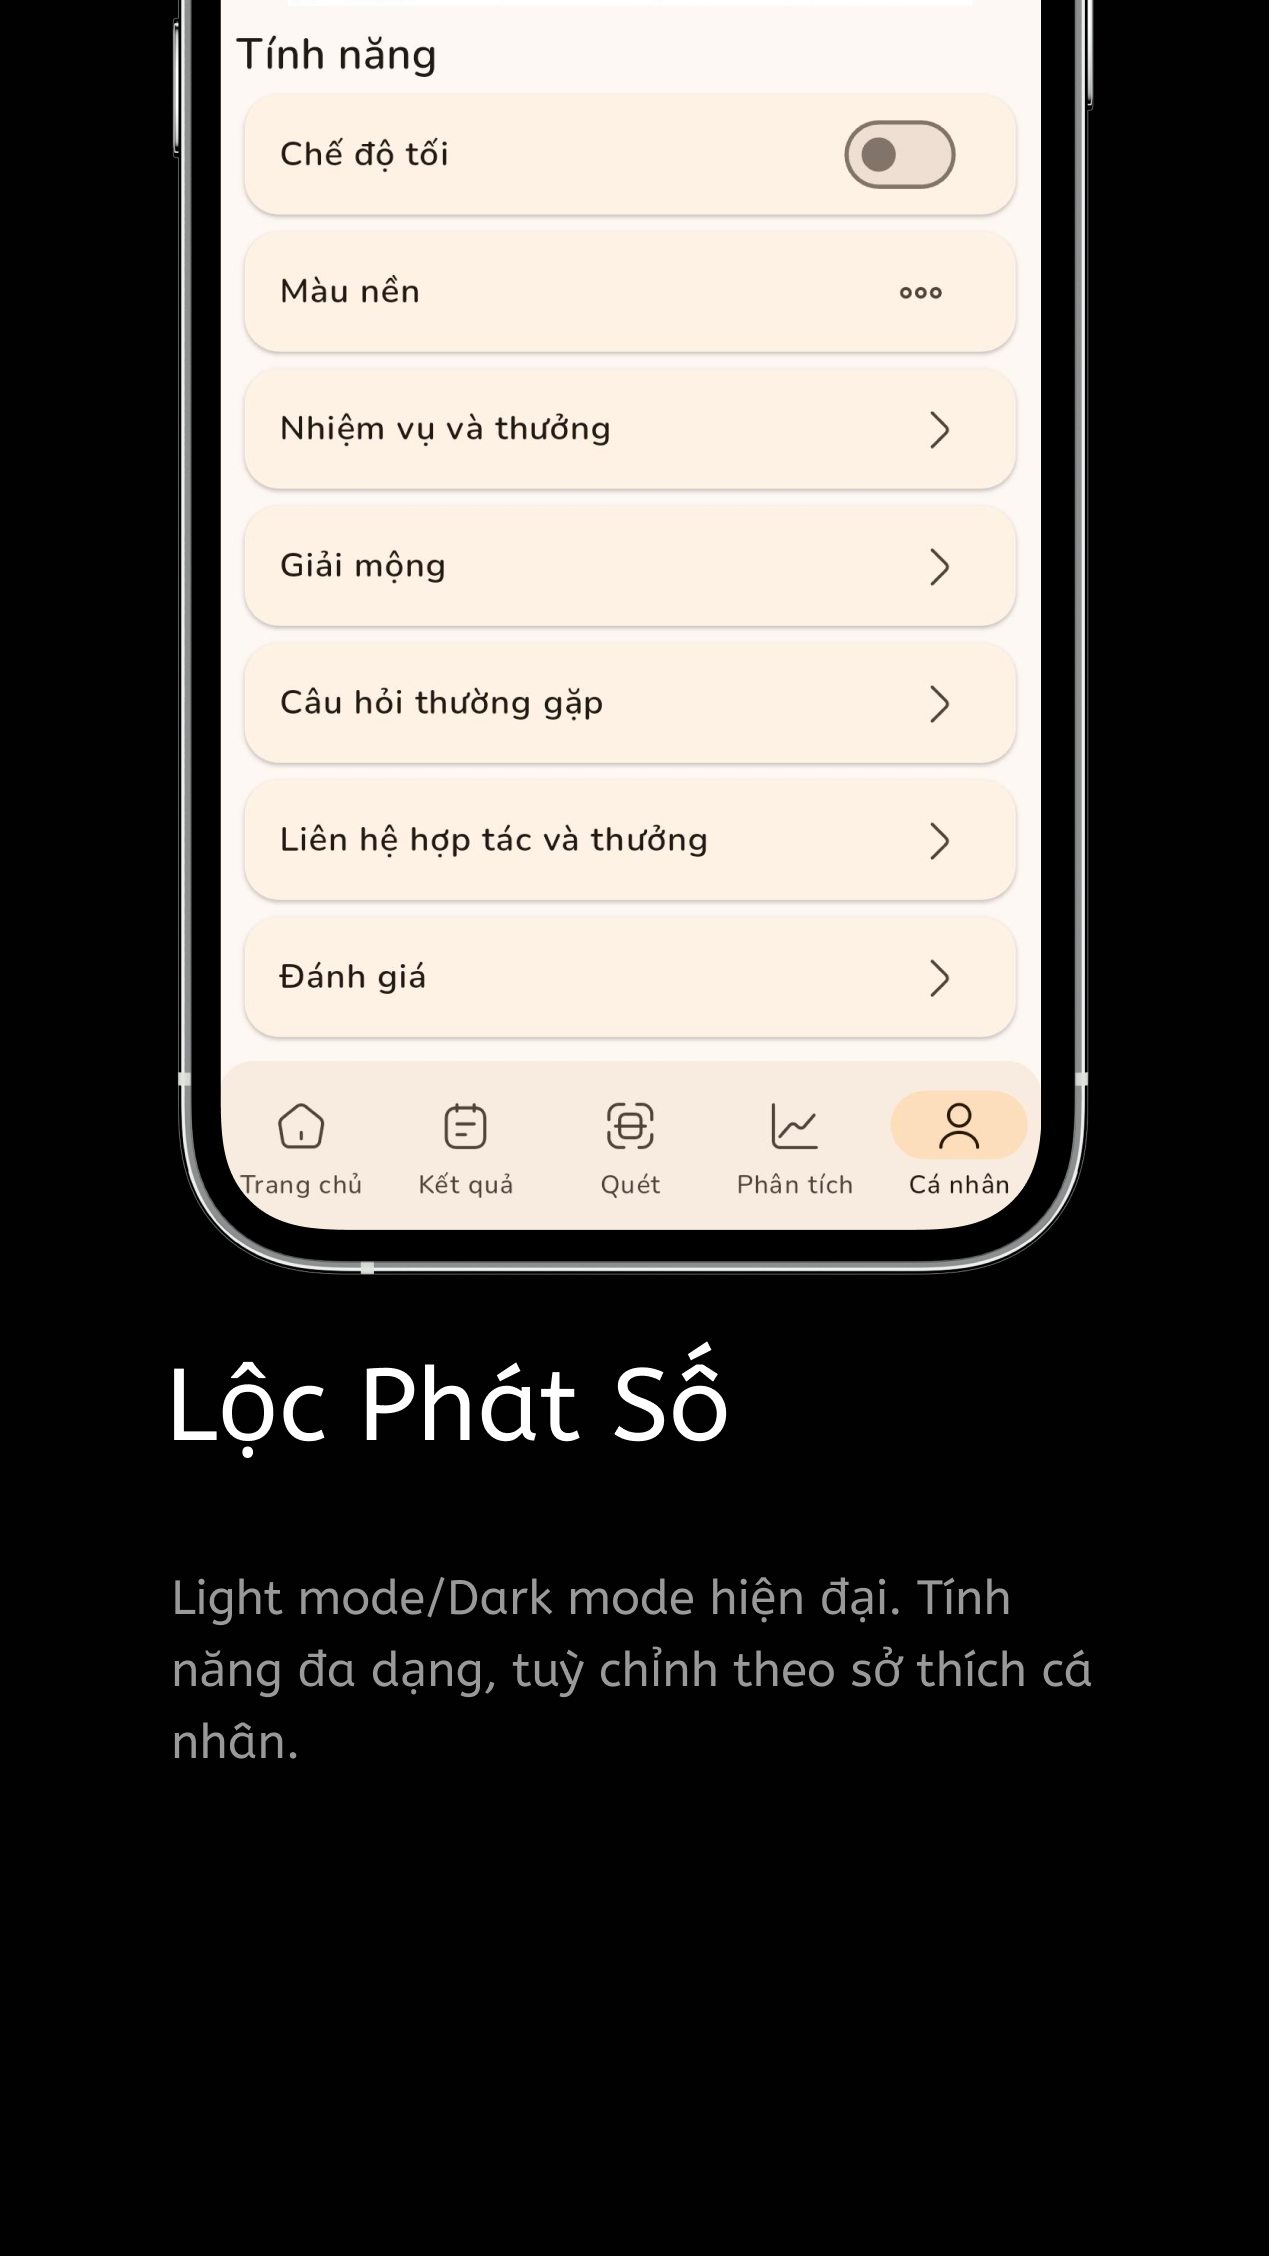 Tính năng
Chế độ tối
Màu nền
Nhiệm vụ và thưởng
Giải mộng
Câu hỏi thường gặp
Liên hệ hợp tác và thưởng
Đánh giá
Trang chủ Kết quả Quét Phân tích Cá nhân
Lộc Phát Số
Light mode/Dark mode hiện đại. Tính
năng đa dạng, tuỳ chỉnh theo sở thích cá
nhân.